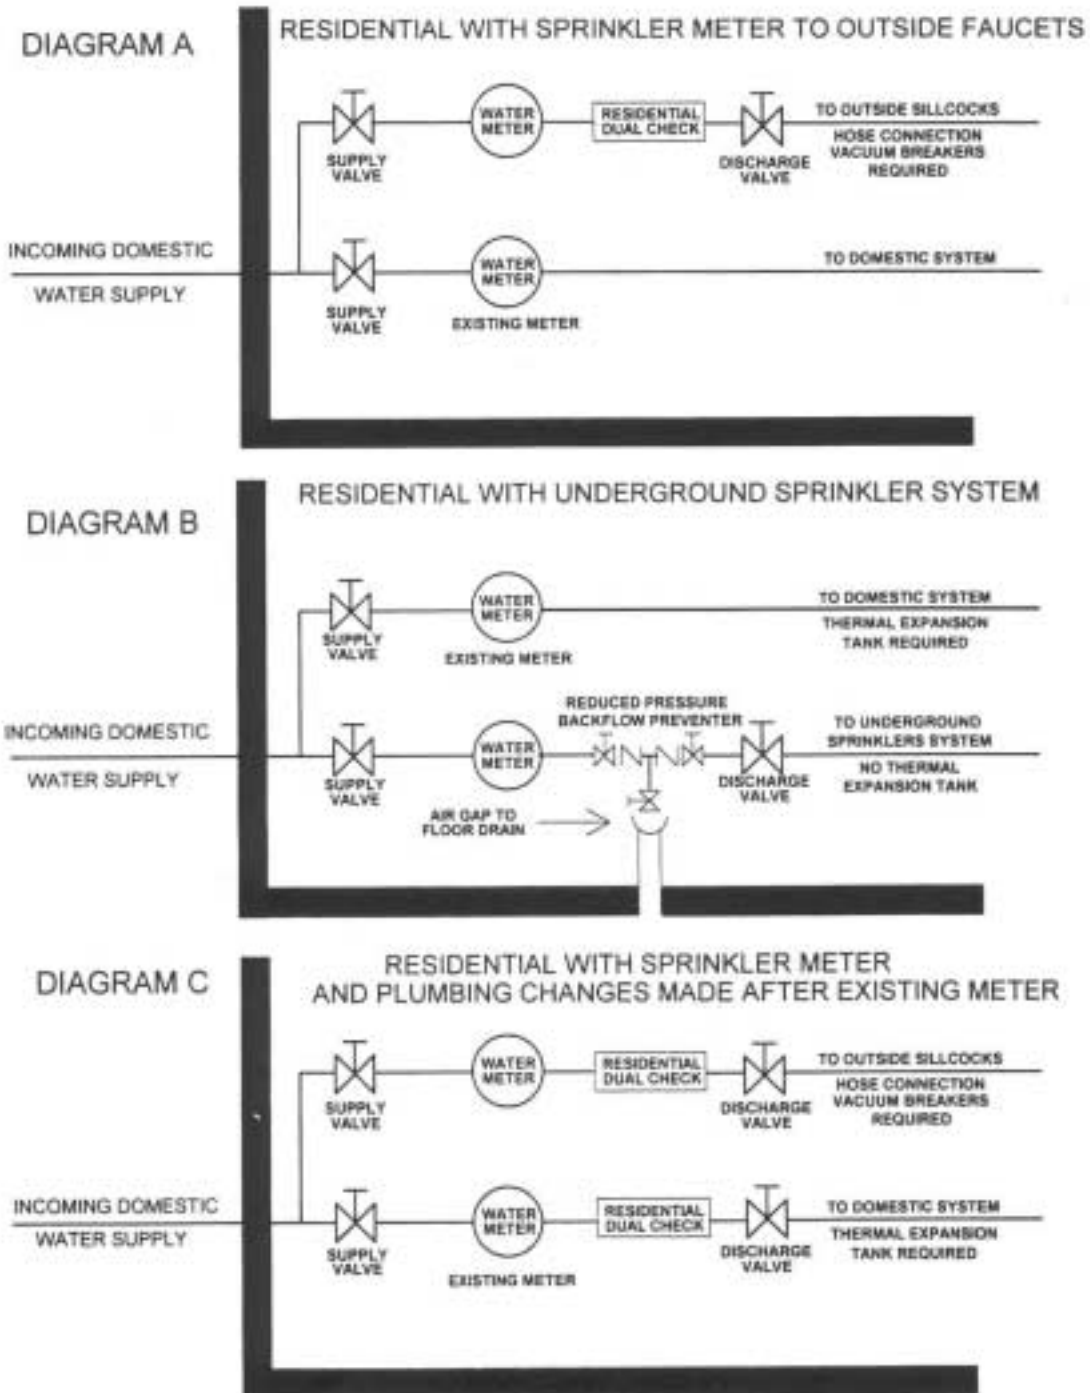 DIAGRAM A
RESIDENTIAL WITH SPRINKLER METER TO OUTSIDE FAUCETS
SUPPLY
VALVE
WATER
METER
RESIDENTIAL
DUAL CHECK
DISCHARGE
VALVE
TO OUTSIDE SILLCOCKS
HOSE CONNECTION
VACUUM BREAKERS
REQUIRED
INCOMING DOMESTIC
WATER SUPPLY
SUPPLY
VALVE
WATER
METER
EXISTING METER
TO DOMESTIC SYSTEM
DIAGRAM B
RESIDENTIAL WITH UNDERGROUND SPRINKLER SYSTEM
SUPPLY
VALVE
WATER
METER
EXISTING METER
TO DOMESTIC SYSTEM
THERMAL EXPANSION
TANK REQUIRED
INCOMING DOMESTIC
WATER SUPPLY
SUPPLY
VALVE
WATER
METER
REDUCED PRESSURE
BACKFLOW PREVENTER
DISCHARGE
VALVE
TO UNDERGROUND
SPRINKLERS SYSTEM
NO THERMAL
EXPANSION TANK
AIR GAP TO
FLOOR DRAIN
DIAGRAM C
RESIDENTIAL WITH SPRINKLER METER
AND PLUMBING CHANGES MADE AFTER EXISTING METER
SUPPLY
VALVE
WATER
METER
RESIDENTIAL
DUAL CHECK
DISCHARGE
VALVE
TO OUTSIDE SILLCOCKS
HOSE CONNECTION
VACUUM BREAKERS
REQUIRED
INCOMING DOMESTIC
WATER SUPPLY
SUPPLY
VALVE
WATER
METER
EXISTING METER
RESIDENTIAL
DUAL CHECK
DISCHARGE
VALVE
TO DOMESTIC SYSTEM
THERMAL EXPANSION
TANK REQUIRED